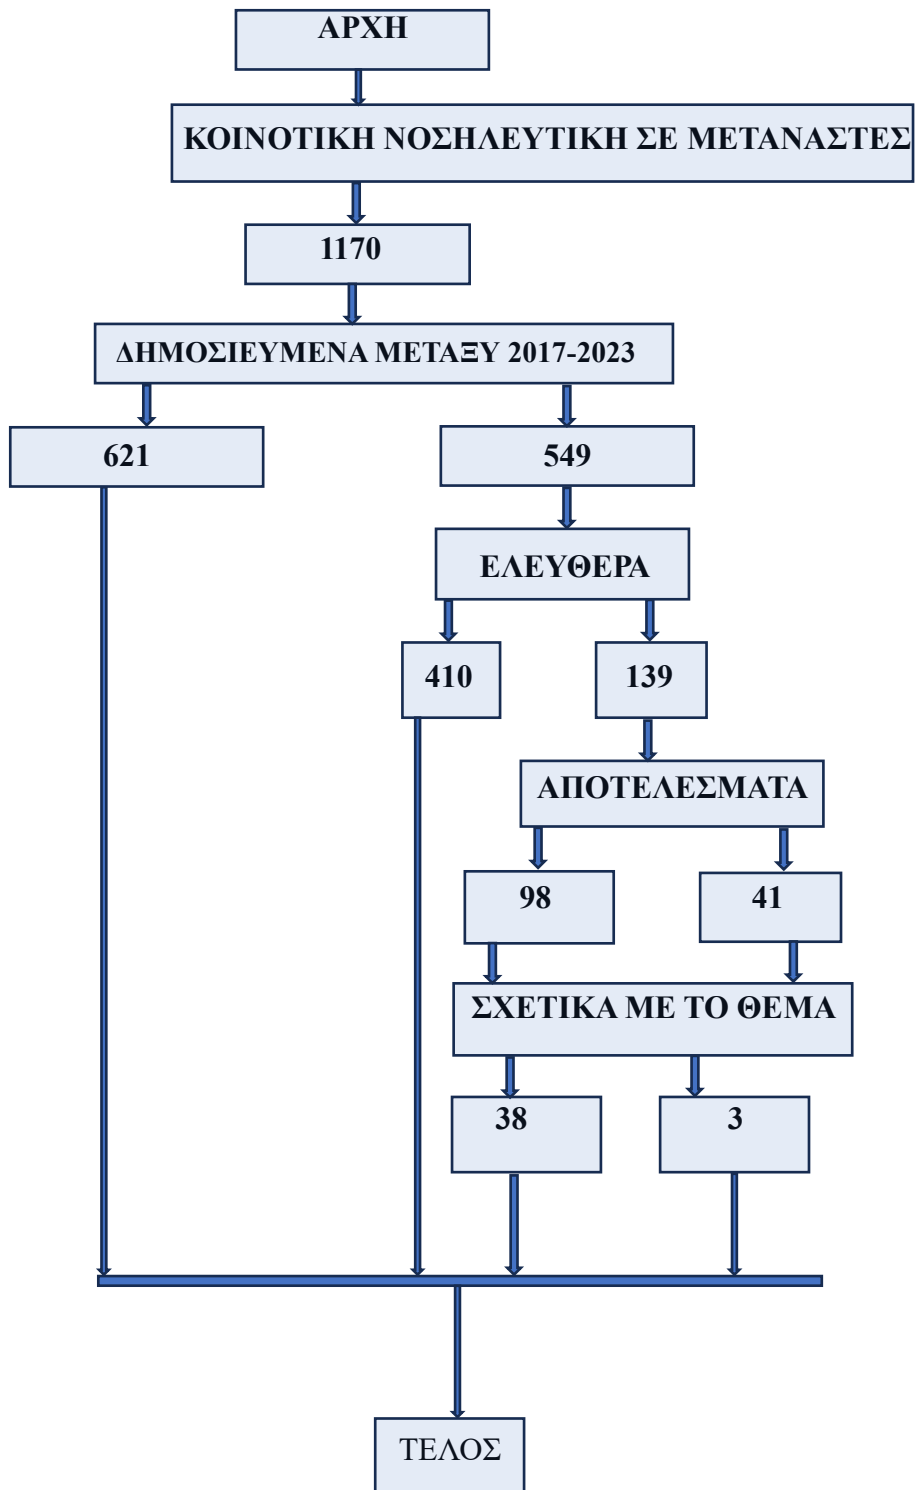 ΑΡΧΗ
ΚΟΙΝΟΤΙΚΗ ΝΟΣΗΛΕΥΤΙΚΗ ΣΕ ΜΕΤΑΝΑΣΤΕΣ
1170
ΔΗΜΟΣΙΕΥΜΕΝΑ ΜΕΤΑΞΥ 2017-2023
621
549
ΕΛΕΥΘΕΡΑ
410
139
ΑΠΟΤΕΛΕΣΜΑΤΑ
98
41
ΣΧΕΤΙΚΑ ΜΕ ΤΟ ΘΕΜΑ
38
3
ΤΕΛΟΣ